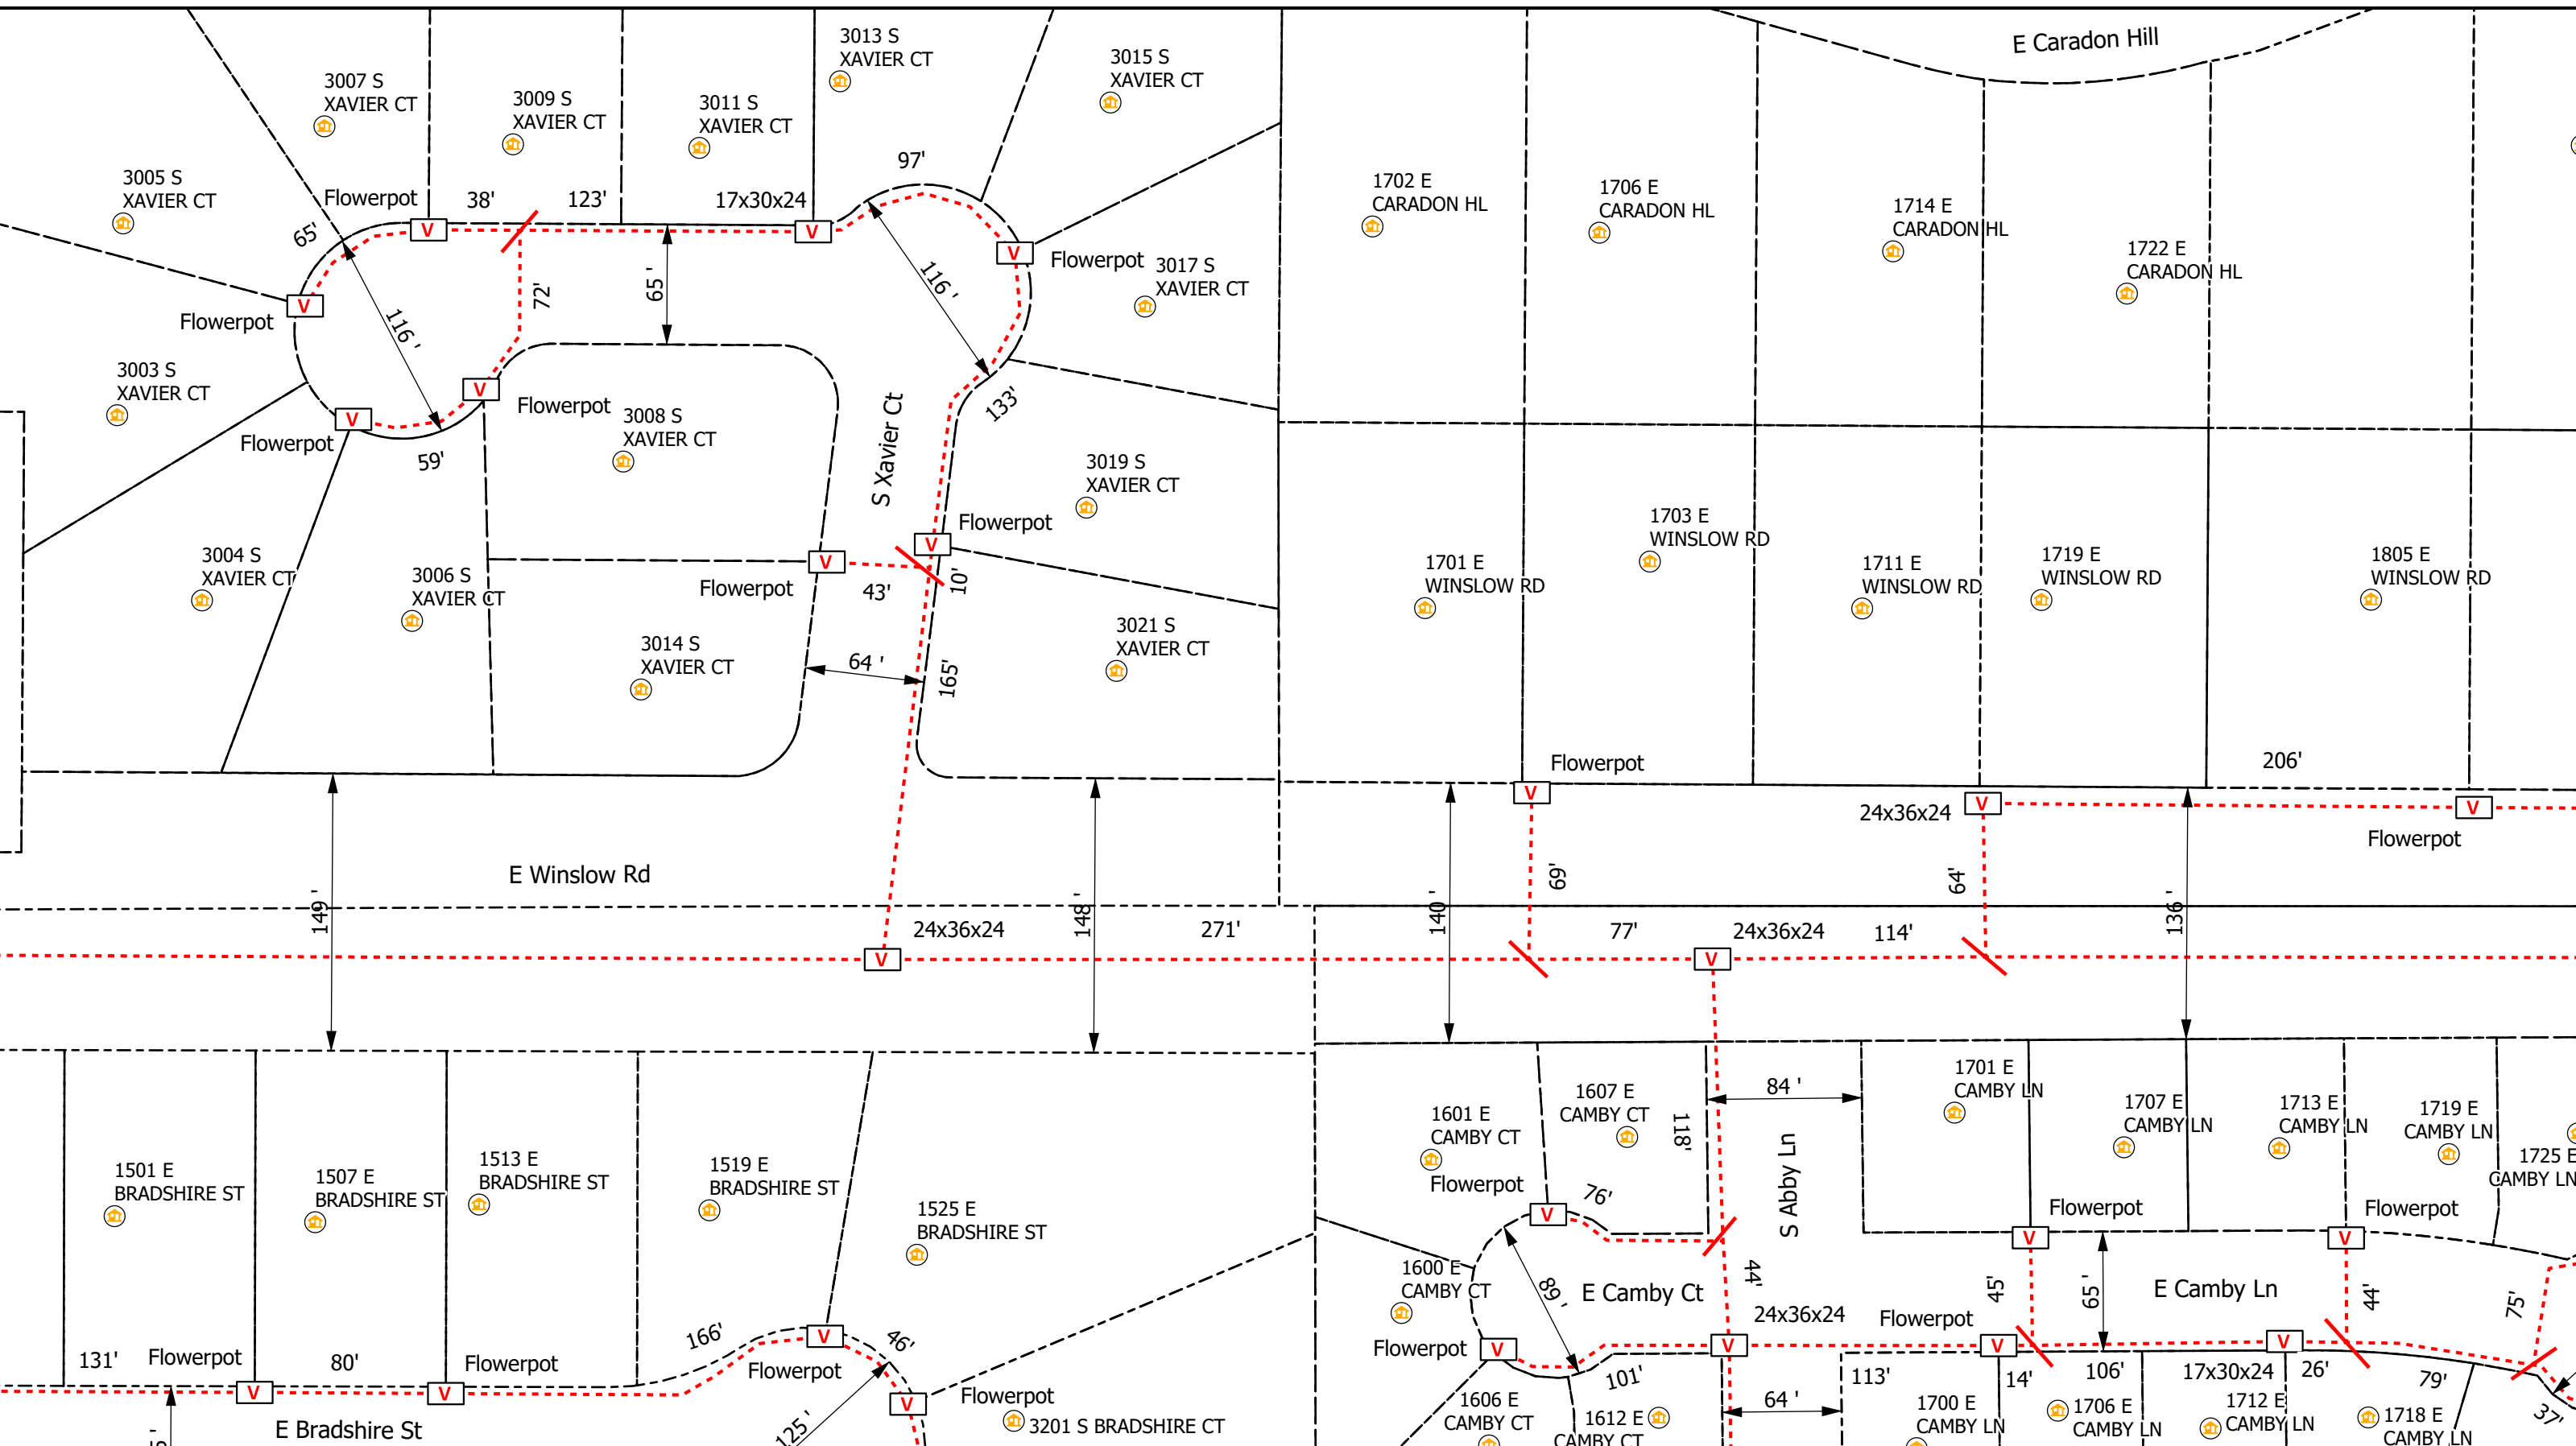 E Caradon Hill
3013 S
XAVIER CT
3015 S
XAVIER CT
3007 S
XAVIER CT
3009 S
XAVIER CT
3011 S
XAVIER CT
3005 S
XAVIER CT
97'
Flowerpot
38'
123'
17x30x24
65'
1702 E
CARADON HL
1706 E
CARADON HL
1714 E
CARADON HL
1722 E
CARADON HL
V
V
V
V
Flowerpot
3017 S
XAVIER CT
116 '
65 '
72'
V
Flowerpot
116 '
3003 S
XAVIER CT
V
V
Flowerpot
Flowerpot
59'
133'
S Xavier Ct
3008 S
XAVIER CT
3019 S
XAVIER CT
Flowerpot
V
V
10'
43'
Flowerpot
3004 S
XAVIER CT
3006 S
XAVIER CT
3014 S
XAVIER CT
3021 S
XAVIER CT
64 '
165'
1701 E
WINSLOW RD
1703 E
WINSLOW RD
1711 E
WINSLOW RD
1719 E
WINSLOW RD
1805 E
WINSLOW RD
Flowerpot
206'
V
V
V
24x36x24
Flowerpot
E Winslow Rd
69'
64'
149 '
148 '
140 '
136 '
24x36x24
271'
77'
24x36x24
114'
V
V
1501 E
BRADSHIRE ST
1507 E
BRADSHIRE ST
1513 E
BRADSHIRE ST
1519 E
BRADSHIRE ST
1525 E
BRADSHIRE ST
1601 E
CAMBY CT
1607 E
CAMBY CT
118'
84 '
S Abby Ln
1701 E
CAMBY LN
1707 E
CAMBY LN
1713 E
CAMBY LN
1719 E
CAMBY LN
1725 E
CAMBY LN
Flowerpot
76'
V
Flowerpot
Flowerpot
V
V
1600 E
CAMBY CT
89 '
E Camby Ct
44'
45'
65 '
E Camby Ln
44'
75'
24x36x24
Flowerpot
Flowerpot
V
V
V
V
101'
113'
14'
106'
17x30x24
26'
79'
37'
64 '
131'
Flowerpot
80'
Flowerpot
166'
V
46'
Flowerpot
V
V
V
Flowerpot
125 '
E Bradshire St
3201 S BRADSHIRE CT
1606 E
CAMBY CT
1612 E
CAMBY CT
1700 E
CAMBY LN
1706 E
CAMBY LN
1712 E
CAMBY LN
1718 E
CAMBY LN